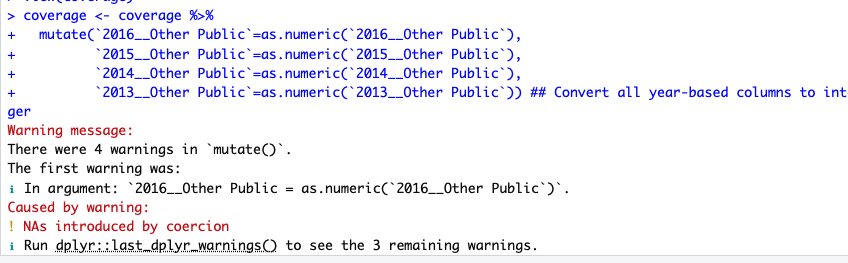 > coverage <- coverage %>%
+   mutate(`2016__Other Public`=as.numeric(`2016__Other Public`),
+          `2015__Other Public`=as.numeric(`2015__Other Public`),
+          `2014__Other Public`=as.numeric(`2014__Other Public`),
+          `2013__Other Public`=as.numeric(`2013__Other Public`)) ## Convert all year-based columns to inte
ger
Warning message:
There were 4 warnings in `mutate()`.
The first warning was:
ℹ In argument: `2016__Other Public = as.numeric(`2016__Other Public`)`.
Caused by warning:
! NAs introduced by coercion
ℹ Run dplyr::last_dplyr_warnings() to see the 3 remaining warnings.